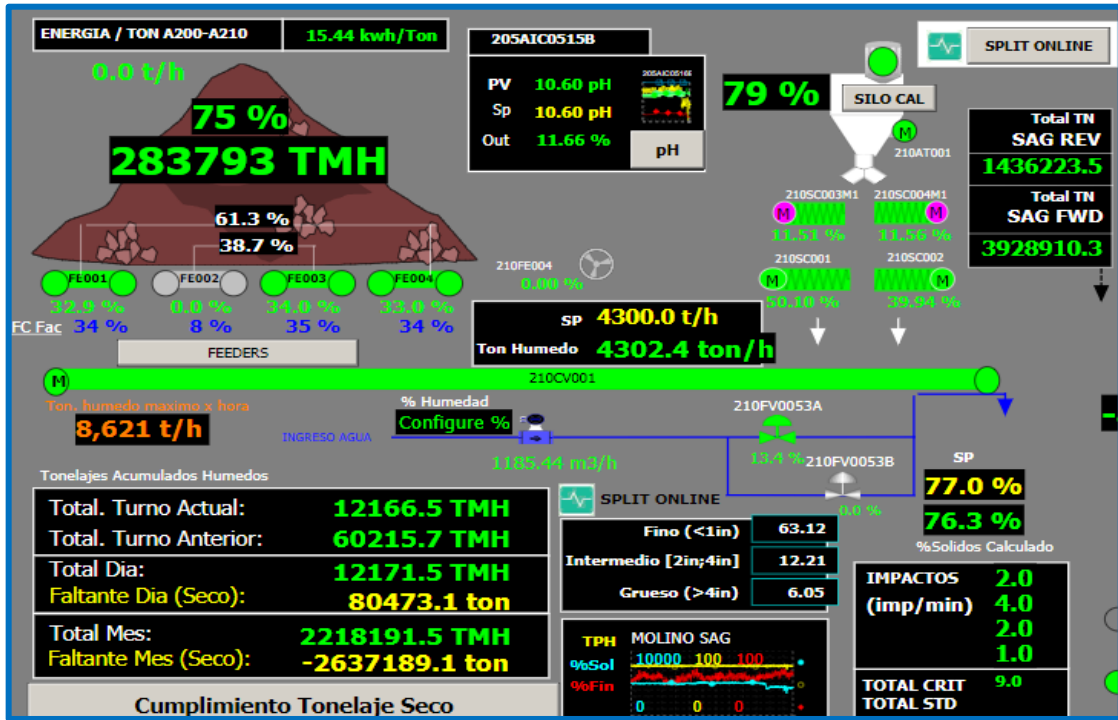 ENERGIA / TON A200-A210 15.44 kwh/Ton
0.0 t/h
75 %
283793 TMH
61.3 %
38.7 %
FE001 FE002 FE003 FE004
32.9 % 0.0 % 34.0 % 33.0 %
FC Fac 34 % 8 % 35 % 34 %
FEEDERS
205AIC0515B
PV 10.60 pH
Sp 10.60 pH
Out 11.66 %
pH
79 %
SILO CAL
M
210AT001
SPLIT ONLINE
Total TN
SAG REV
1436223.5
Total TN
SAG FWD
3928910.3
210SC003M1 210SC004M1
M M
11.51 % 11.56 %
210SC001 210SC002
M M
50.10 % 39.94 %
210FE004
0.00 %
SP 4300.0 t/h
Ton Humedo 4302.4 ton/h
M 210CV001
Ton. humedo maximo x hora
8,621 t/h
% Humedad
Configure %
INGRESO AGUA
1185.44 m3/h
210FV0053A
13.4 %
210FV0053B
0.0 %
SP
77.0 %
76.3 %
%Solidos Calculado
Tonelajes Acumulados Humedos
Total. Turno Actual: 12166.5 TMH
Total. Turno Anterior: 60215.7 TMH
Total Dia: 12171.5 TMH
Faltante Dia (Seco): 80473.1 ton
Total Mes: 2218191.5 TMH
Faltante Mes (Seco): -2637189.1 ton
Cumplimiento Tonelaje Seco
SPLIT ONLINE
Fino (<1in) 63.12
Intermedio [2in;4in] 12.21
Grueso (>4in) 6.05
TPH MOLINO SAG
%Sol 10000 100 100
%Fin
0 0 0
IMPACTOS 2.0
(imp/min) 4.0
2.0
1.0
TOTAL CRIT 9.0
TOTAL STD